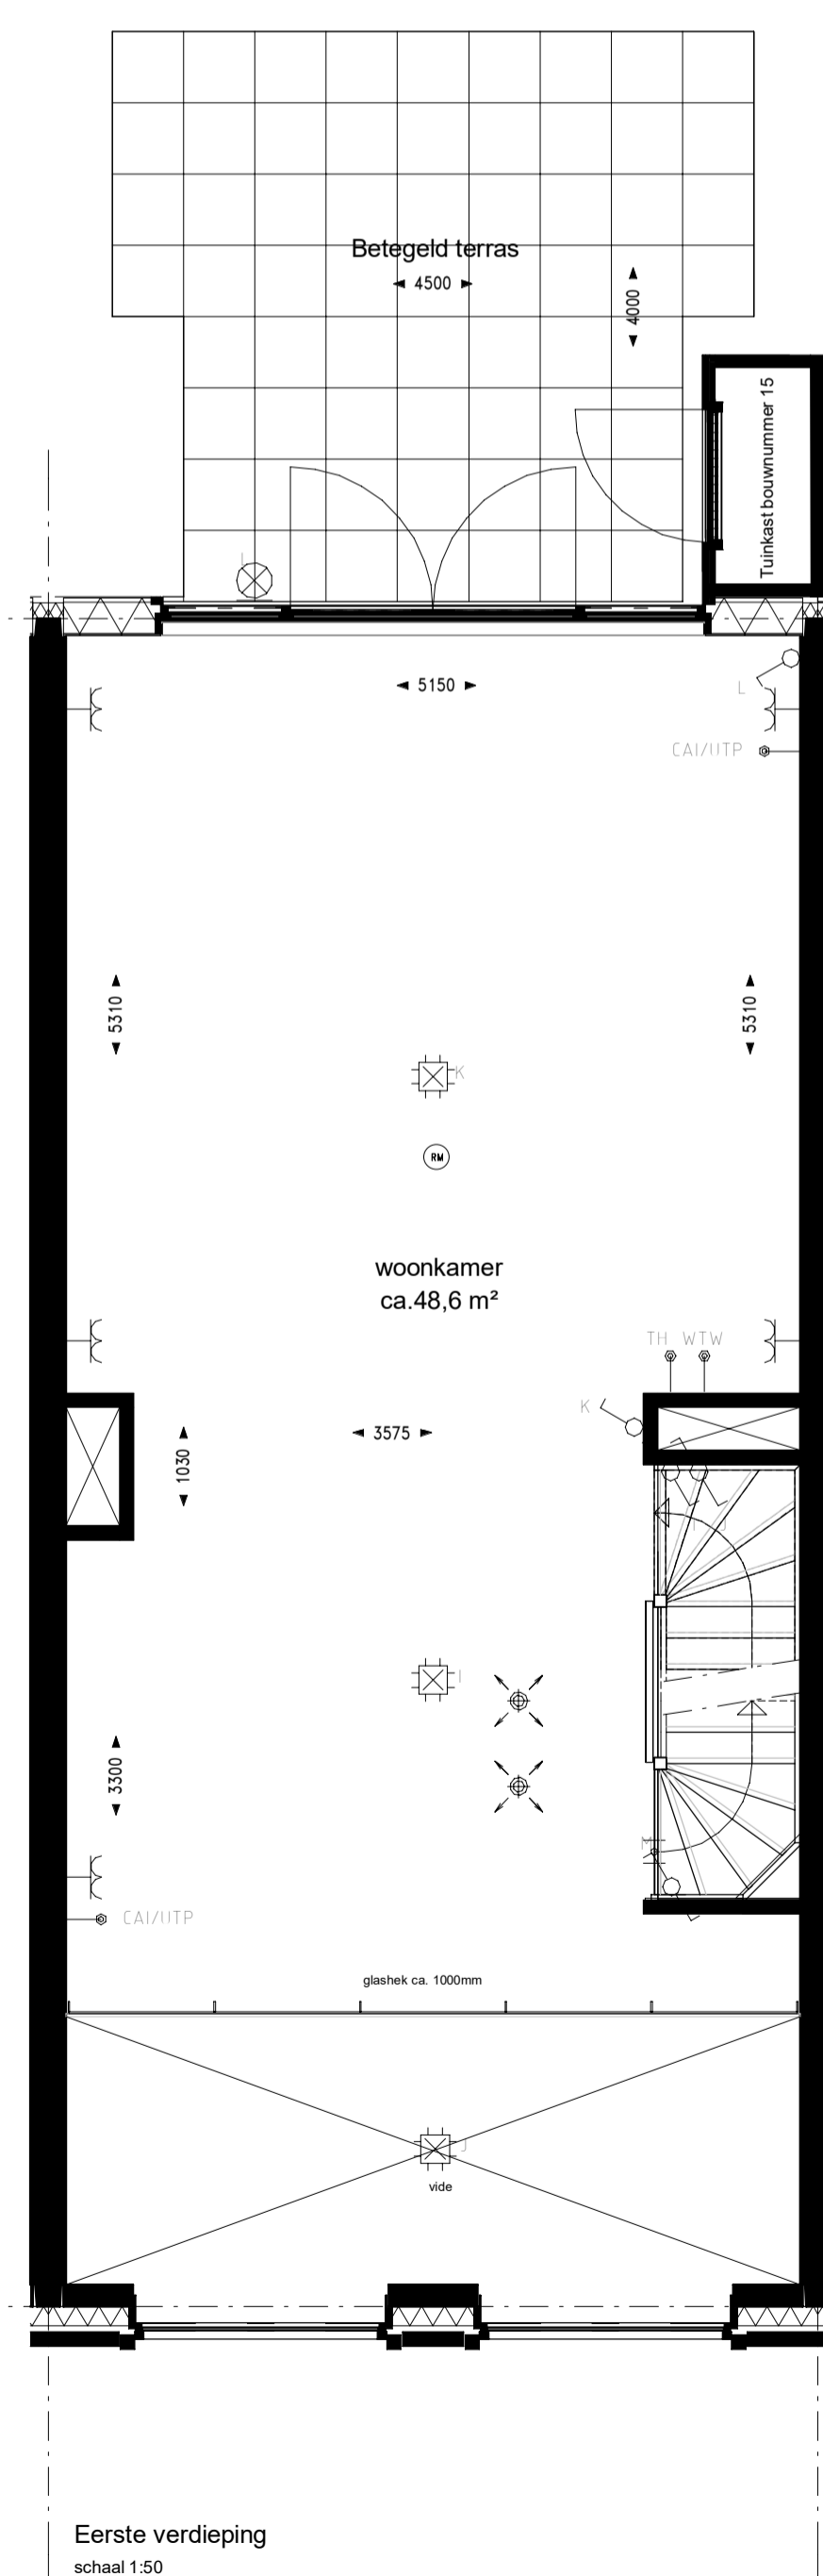 Betegeld terras
4500
4000
Tuinkast bouwnummer 15
L
5150
L
CAI/UTP
5310
5310
K
RM
woonkamer
ca.48,6 m²
TH WTW
K
3575
1030
J
I
3300
M
CAI/UTP
glashek ca. 1000mm
J
vide
Eerste verdieping
schaal 1:50